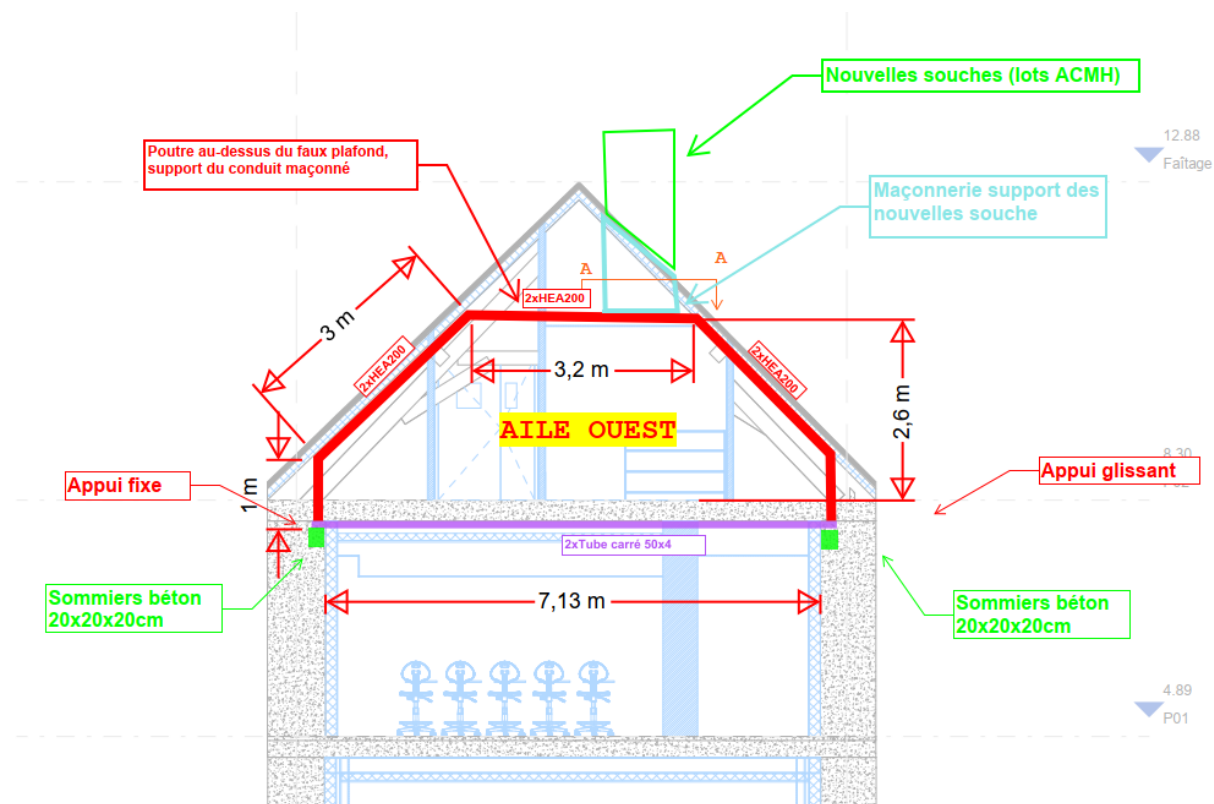 Nouvelles souches (lots ACMH)
12.88
Faîtage
Poutre au-dessus du faux plafond,
support du conduit maçonné
Maçonnerie support des
nouvelles souche
A
A
2xHEA200
3 m
2xHEA200
3,2 m
2xHEA200
2,6 m
AILE OUEST
8.30
Appui fixe
1 m
Appui glissant
2xTube carré 50x4
Sommiers béton
20x20x20cm
7,13 m
Sommiers béton
20x20x20cm
4.89
P01